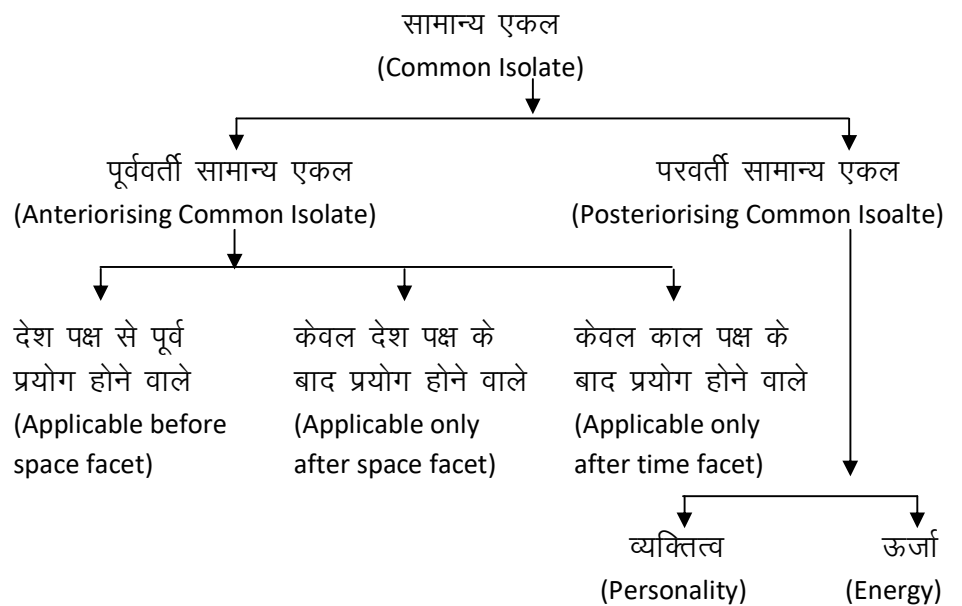 सामान्य एकल
(Common Isolate)
पूर्ववर्ती सामान्य एकल
(Anteriorising Common Isolate)
परवर्ती सामान्य एकल
(Posteriorising Common Isoalte)
देश पक्ष से पूर्व
प्रयोग होने वाले
(Applicable before
space facet)
केवल देश पक्ष के
बाद प्रयोग होने वाले
(Applicable only
after space facet)
केवल काल पक्ष के
बाद प्रयोग होने वाले
(Applicable only
after time facet)
व्यक्तित्व
(Personality)
ऊर्जा
(Energy)